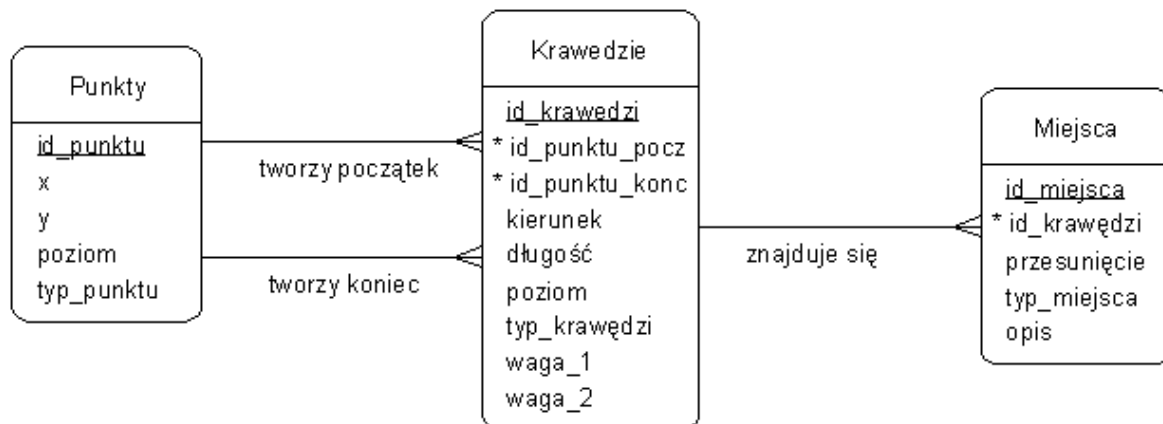 Punkty
id_punktu
x
y
poziom
typ_punktu
tworzy początek
tworzy koniec
Krawedzie
id_krawedzi
* id_punktu_pocz
* id_punktu_konc
kierunek
długość
poziom
typ_krawędzi
waga_1
waga_2
znajduje się
Miejsca
id_miejsca
* id_krawędzi
przesunięcie
typ_miejsca
opis